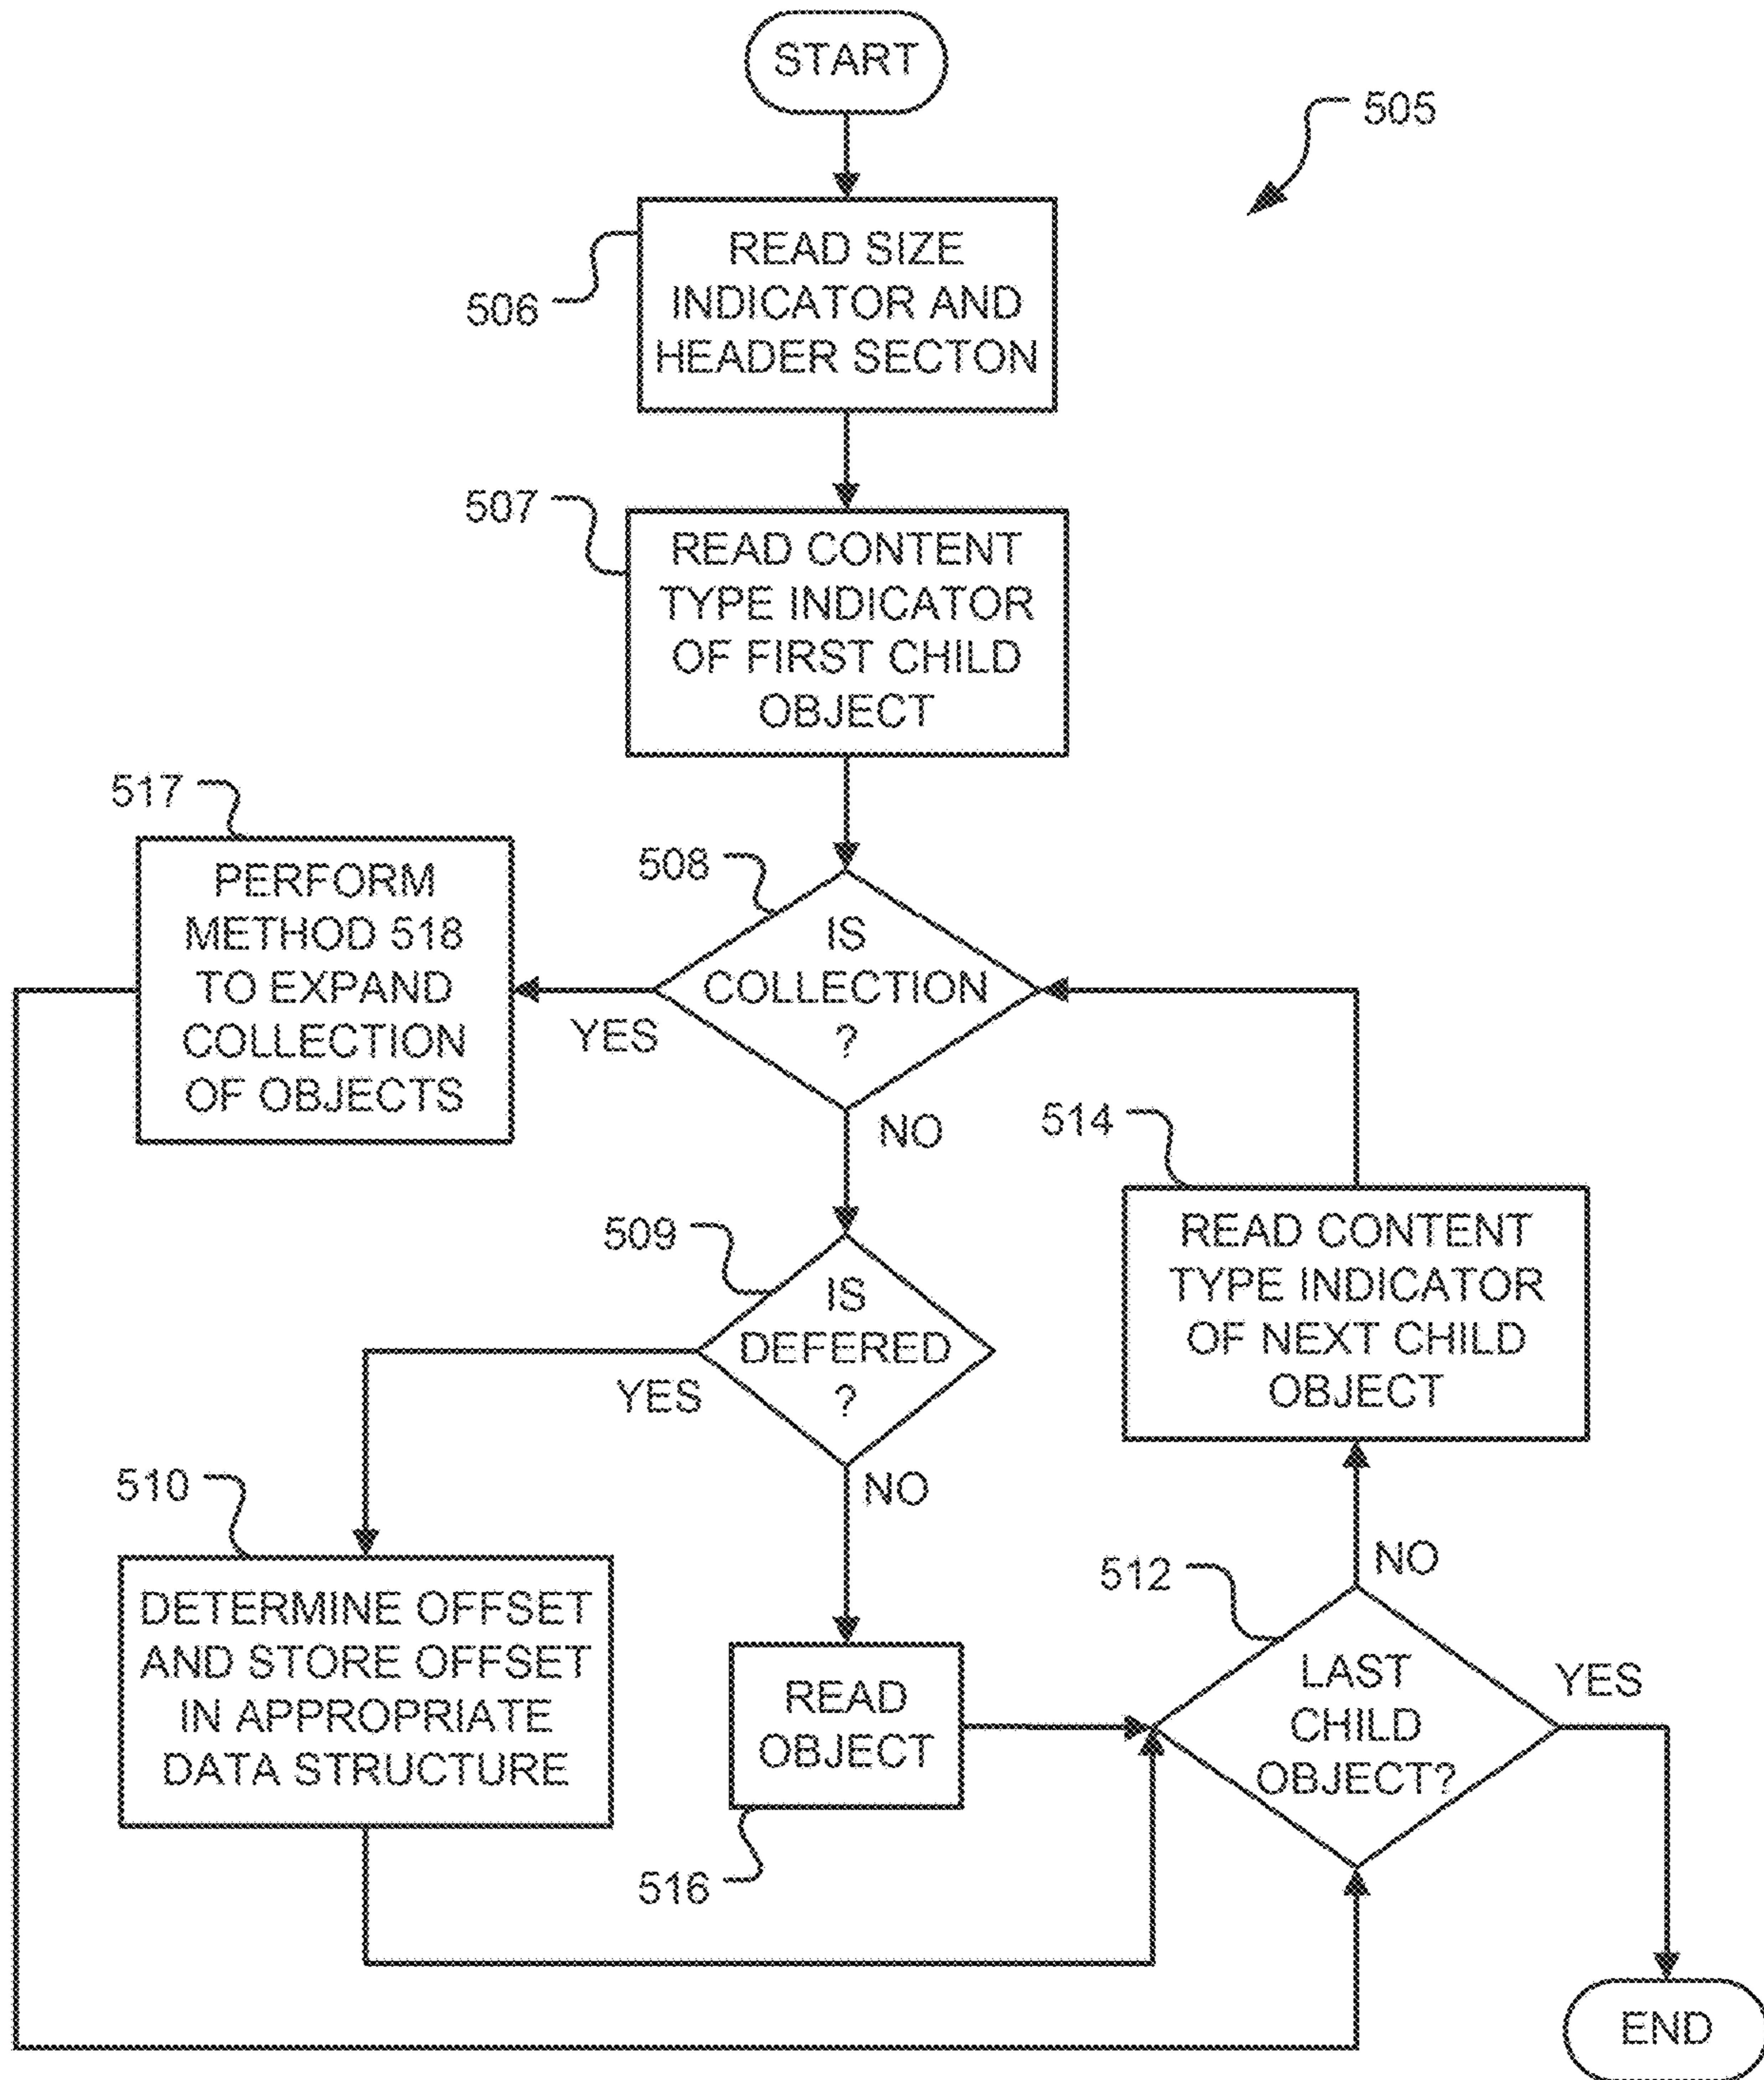 START
505
READ SIZE
INDICATOR AND
HEADER SECTON
506
507
READ CONTENT
TYPE INDICATOR
OF FIRST CHILD
OBJECT
517
PERFORM
METHOD 518
TO EXPAND
COLLECTION
OF OBJECTS
508
IS
COLLECTION
?
YES
NO
514
READ CONTENT
TYPE INDICATOR
OF NEXT CHILD
OBJECT
509
IS
DEFERED
?
YES
NO
510
DETERMINE OFFSET
AND STORE OFFSET
IN APPROPRIATE
DATA STRUCTURE
READ
OBJECT
516
512
NO
LAST
CHILD
OBJECT?
YES
END